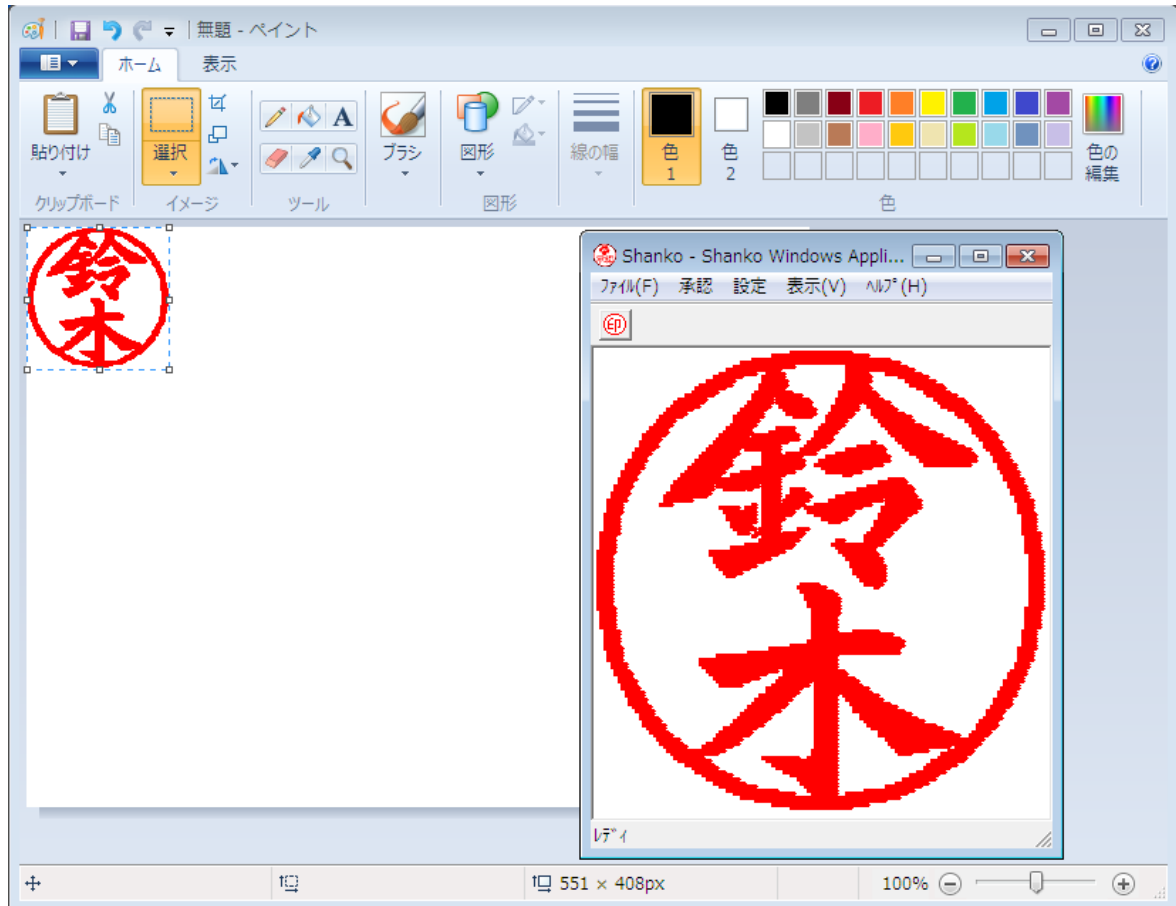 無題 - ペイント
ホーム 表示
貼り付け
選択
A
ブラシ
図形
線の幅
色
1
色
2
色の
編集
クリップボード イメージ ツール 図形 色
鈴
木
Shanko - Shanko Windows Appli...
ﾌｧｲﾙ(F) 承認 設定 表示(V) ﾍﾙﾌﾟ(H)
印
鈴
木
ﾚﾃﾞｨ
551 × 408px 100%